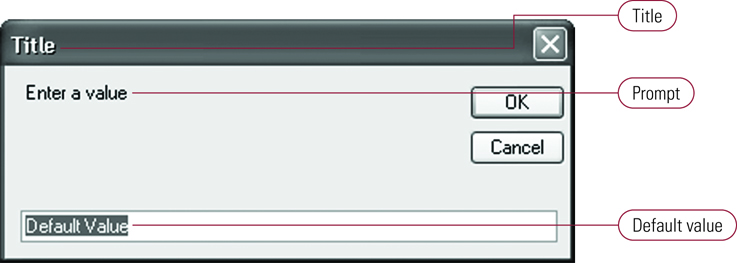 Title
Title
Enter a value
Prompt
OK
Cancel
Default Value
Default value